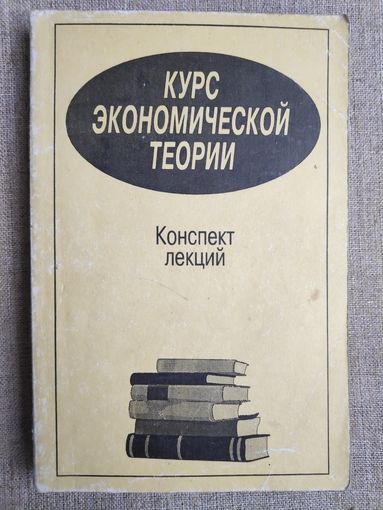 КУРС
ЭКОНОМИЧЕСКОЙ
ТЕОРИИ
Конспект
лекций